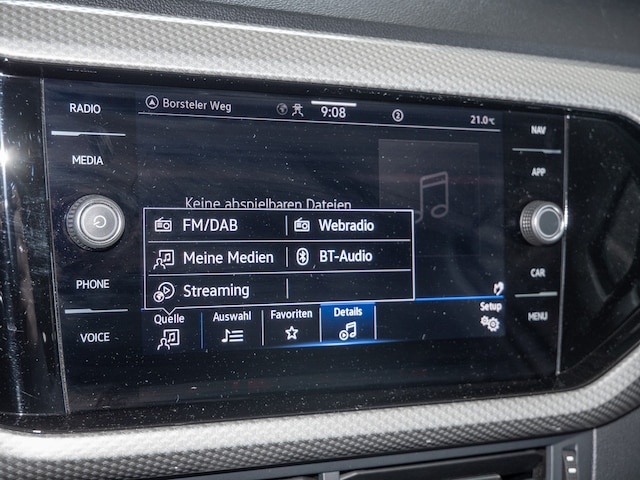 RADIO
MEDIA
PHONE
VOICE
Borsteler Weg
9:08
2
21.0°C
Keine abspielbaren Dateien
FM/DAB
Webradio
Meine Medien
BT-Audio
Streaming
Quelle
Auswahl
Favoriten
Details
Setup
NAV
APP
CAR
MENU